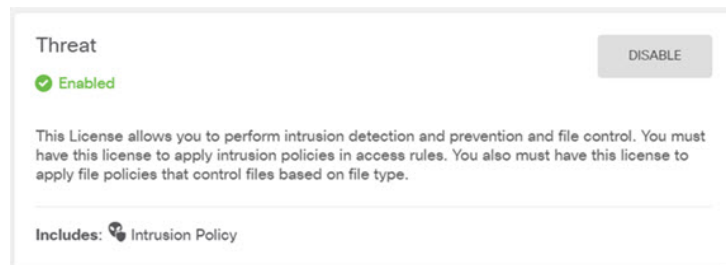 Threat
DISABLE
Enabled
This License allows you to perform intrusion detection and prevention and file control. You must
have this license to apply intrusion policies in access rules. You also must have this license to
apply file policies that control files based on file type.
Includes: Intrusion Policy